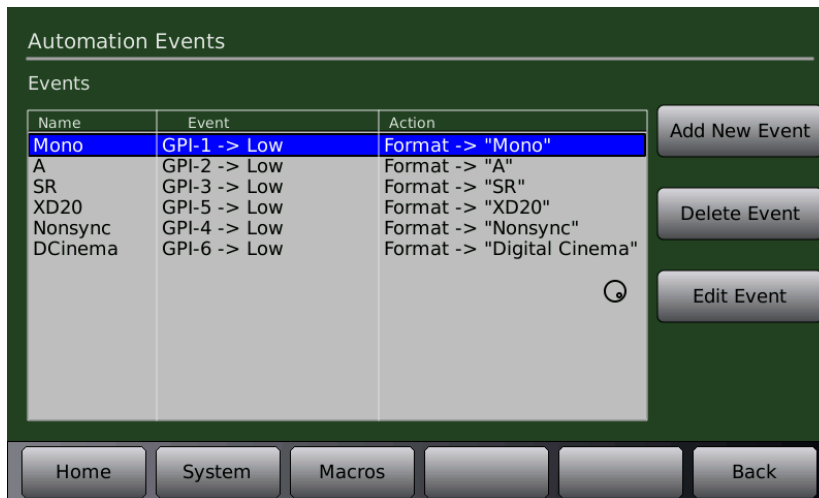 Automation Events
Events
Name Event Action
Mono GPI-1 -> Low Format -> "Mono"
A GPI-2 -> Low Format -> "A"
SR GPI-3 -> Low Format -> "SR"
XD20 GPI-5 -> Low Format -> "XD20"
Nonsync GPI-4 -> Low Format -> "Nonsync"
DCinema GPI-6 -> Low Format -> "Digital Cinema"
Add New Event
Delete Event
Edit Event
Home System Macros Back